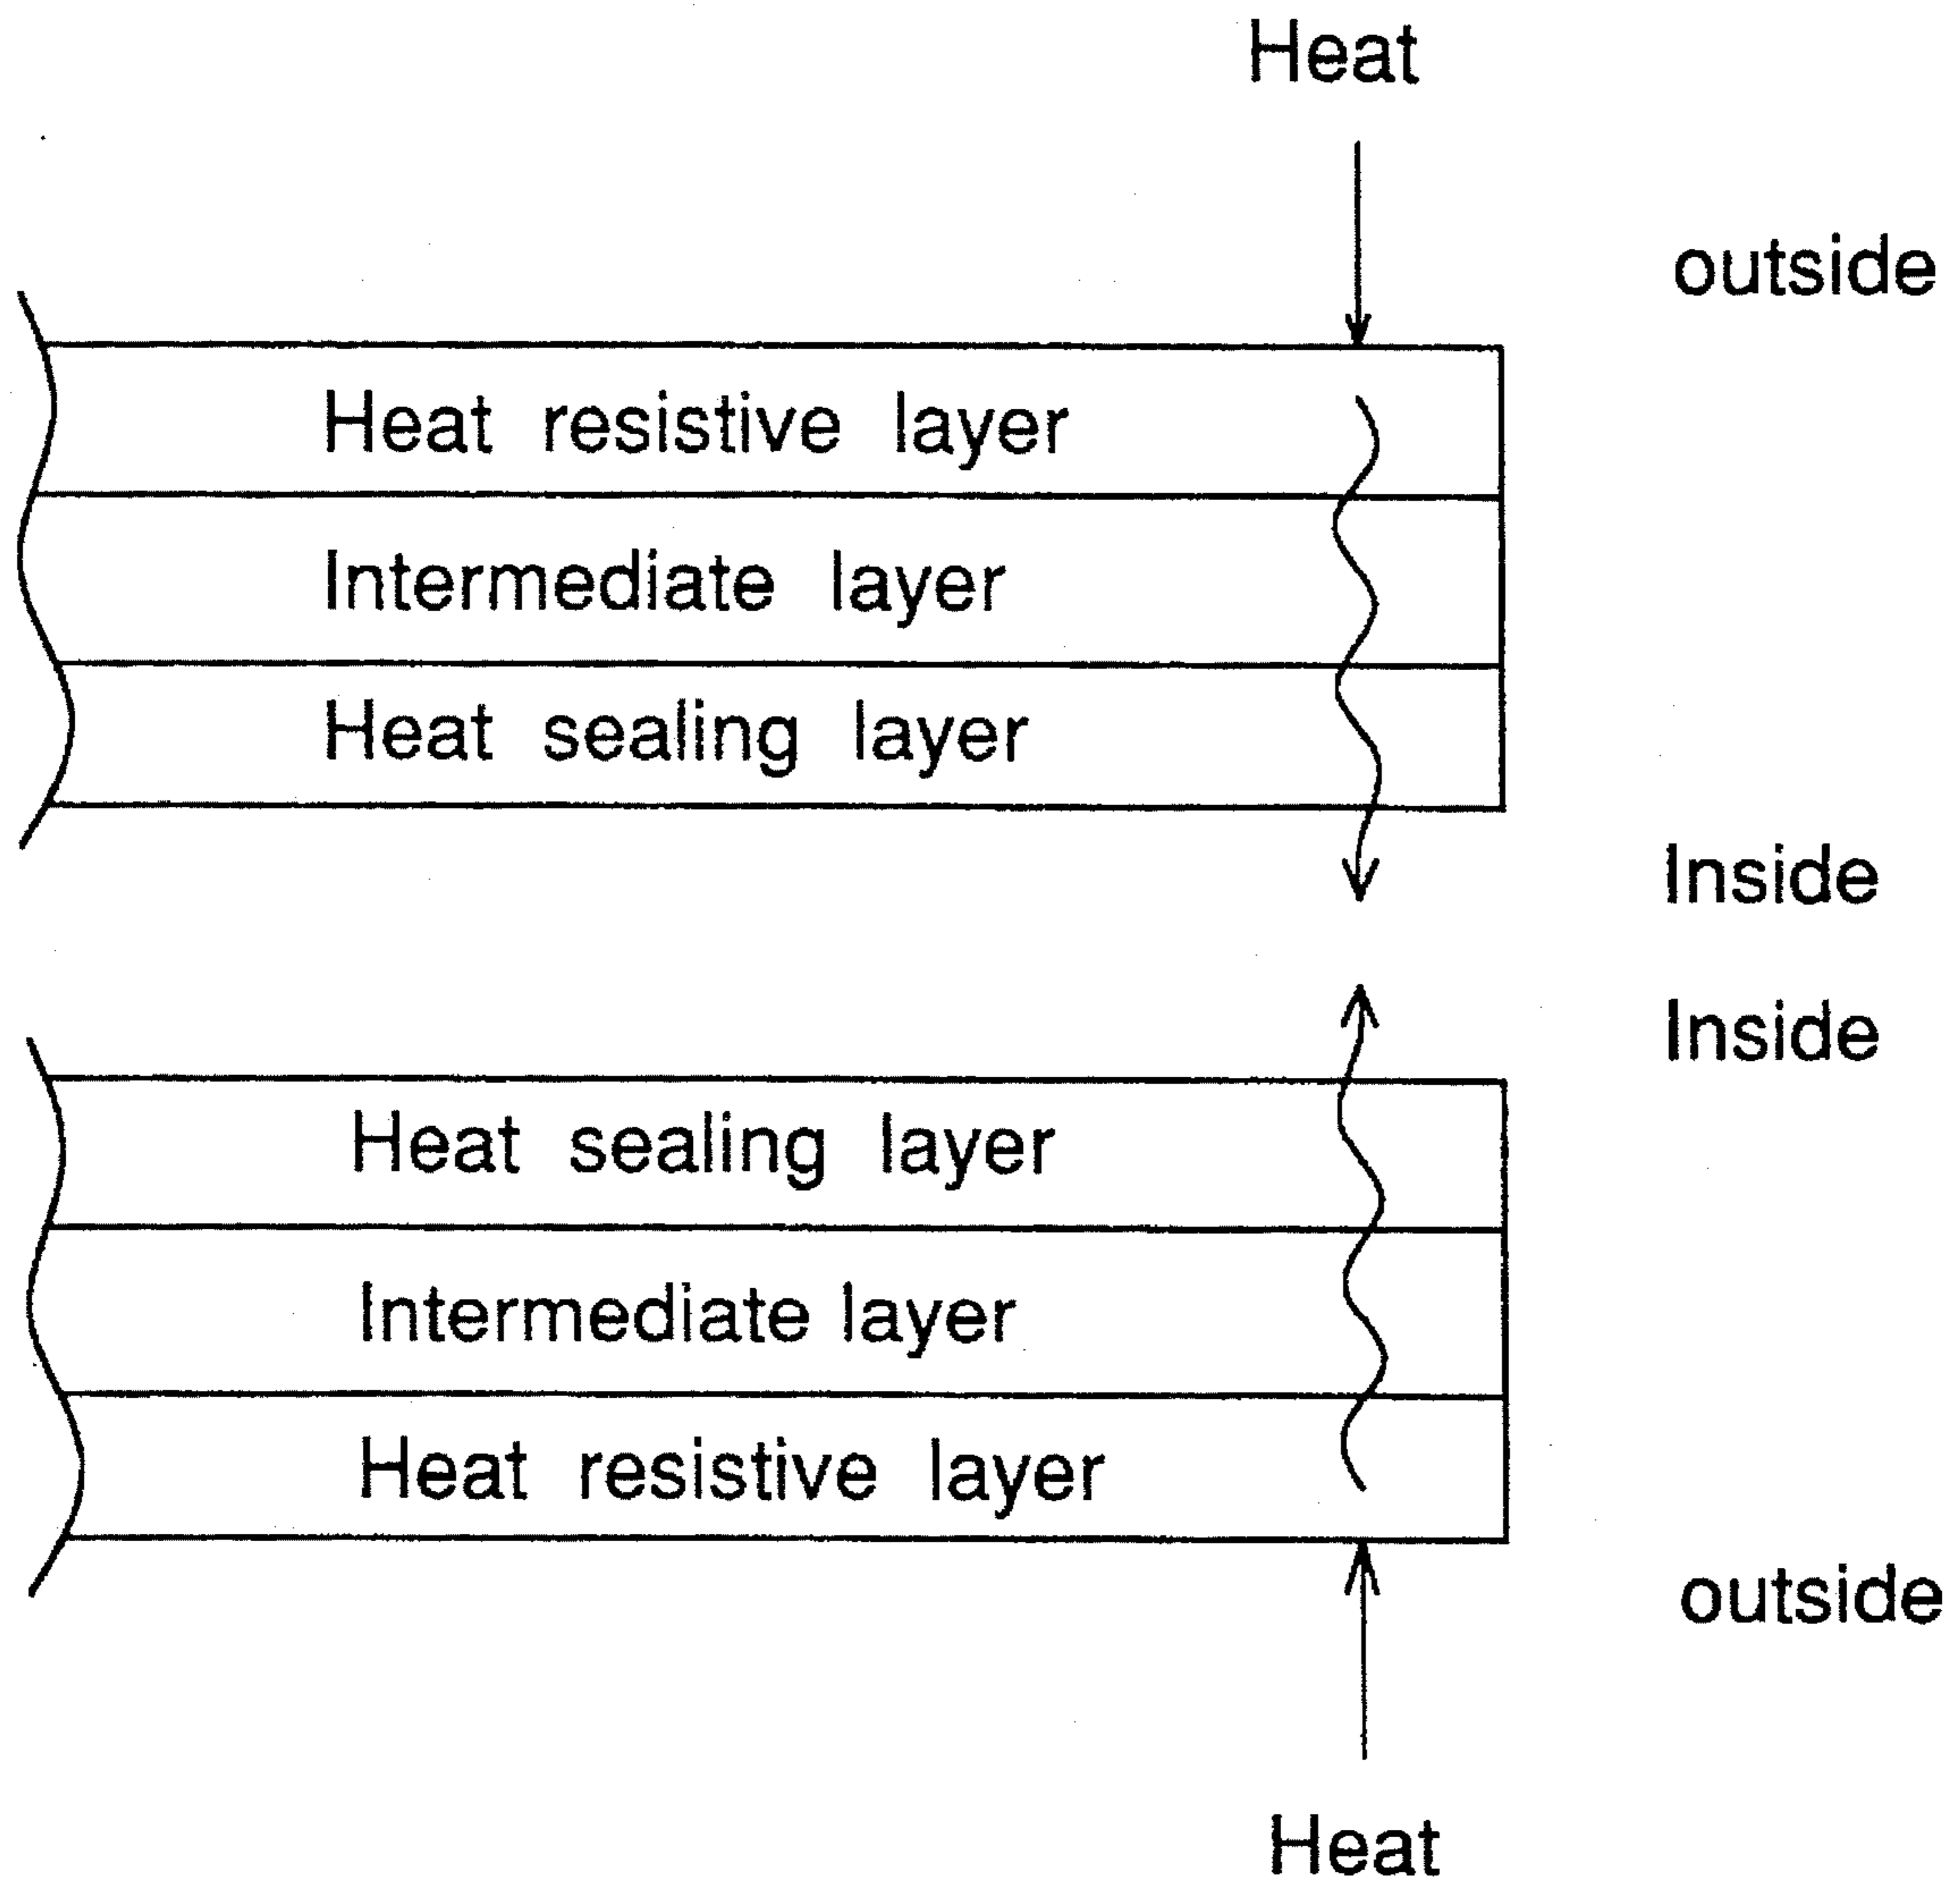 Heat
outside
Heat resistive layer
Intermediate layer
Heat sealing layer
Inside
Inside
Heat sealing layer
Intermediate layer
Heat resistive layer
outside
Heat